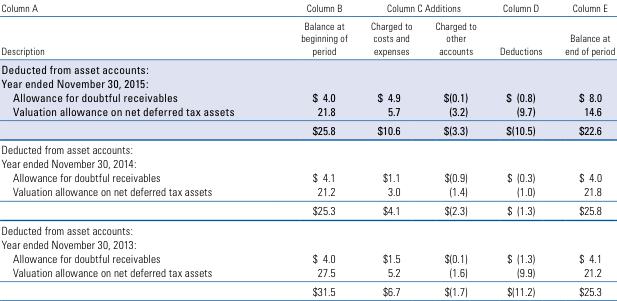 Column A Column B Column C Additions Column D Column E
Description Balance at beginning of period Charged to costs and expenses Charged to other accounts Deductions Balance at end of period
Deducted from asset accounts:
Year ended November 30, 2015:
Allowance for doubtful receivables $ 4.0 $ 4.9 $(0.1) $ (0.8) $ 8.0
Valuation allowance on net deferred tax assets 21.8 5.7 (3.2) (9.7) 14.6
$25.8 $10.6 $(3.3) $(10.5) $22.6
Deducted from asset accounts:
Year ended November 30, 2014:
Allowance for doubtful receivables $ 4.1 $1.1 $(0.9) $ (0.3) $ 4.0
Valuation allowance on net deferred tax assets 21.2 3.0 (1.4) (1.0) 21.8
$25.3 $4.1 $(2.3) $ (1.3) $25.8
Deducted from asset accounts:
Year ended November 30, 2013:
Allowance for doubtful receivables $ 4.0 $1.5 $(0.1) $ (1.3) $ 4.1
Valuation allowance on net deferred tax assets 27.5 5.2 (1.6) (9.9) 21.2
$31.5 $6.7 $(1.7) $(11.2) $25.3